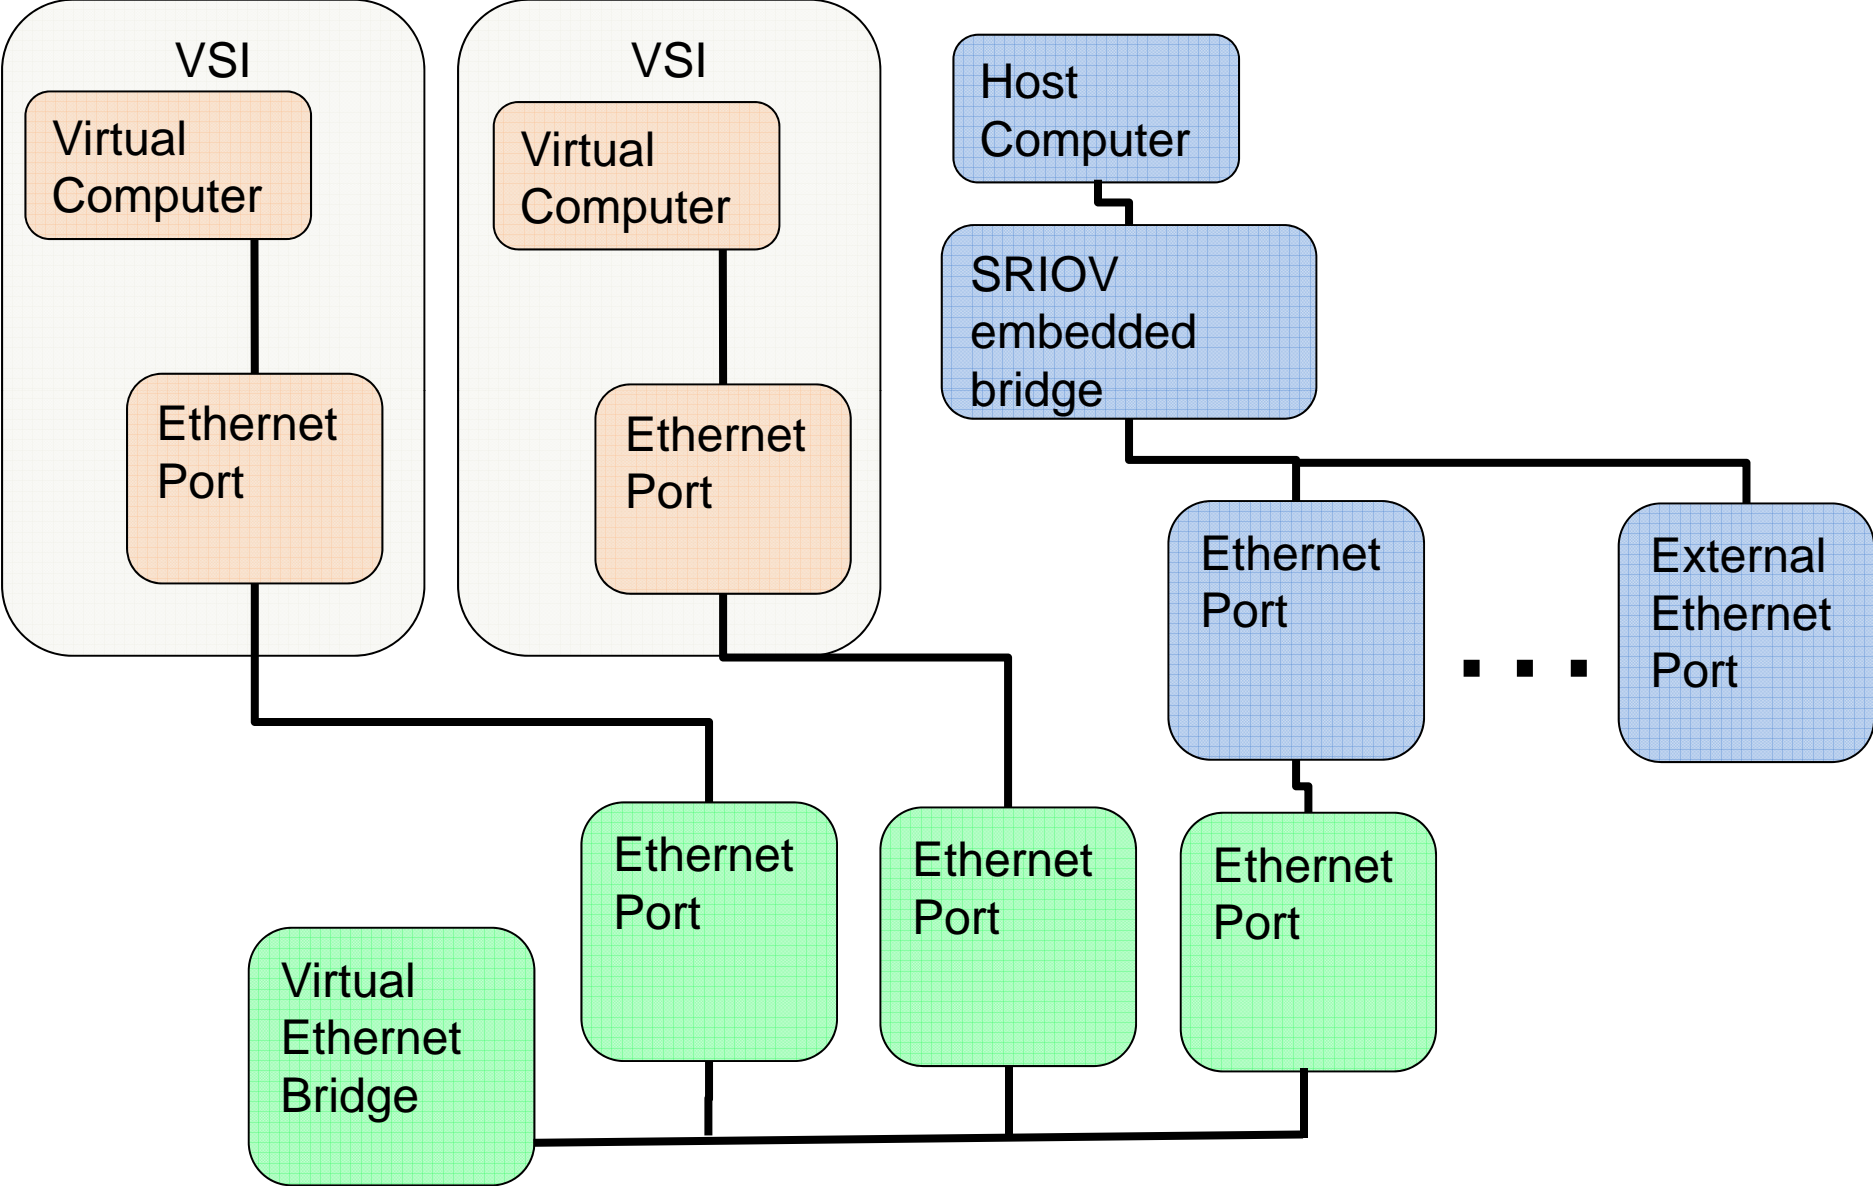 VSI
Virtual
Computer
Ethernet
Port
VSI
Virtual
Computer
Ethernet
Port
Host
Computer
SRIOV
embedded
bridge
Ethernet
Port
. . .
External
Ethernet
Port
Ethernet
Port
Ethernet
Port
Ethernet
Port
Virtual
Ethernet
Bridge